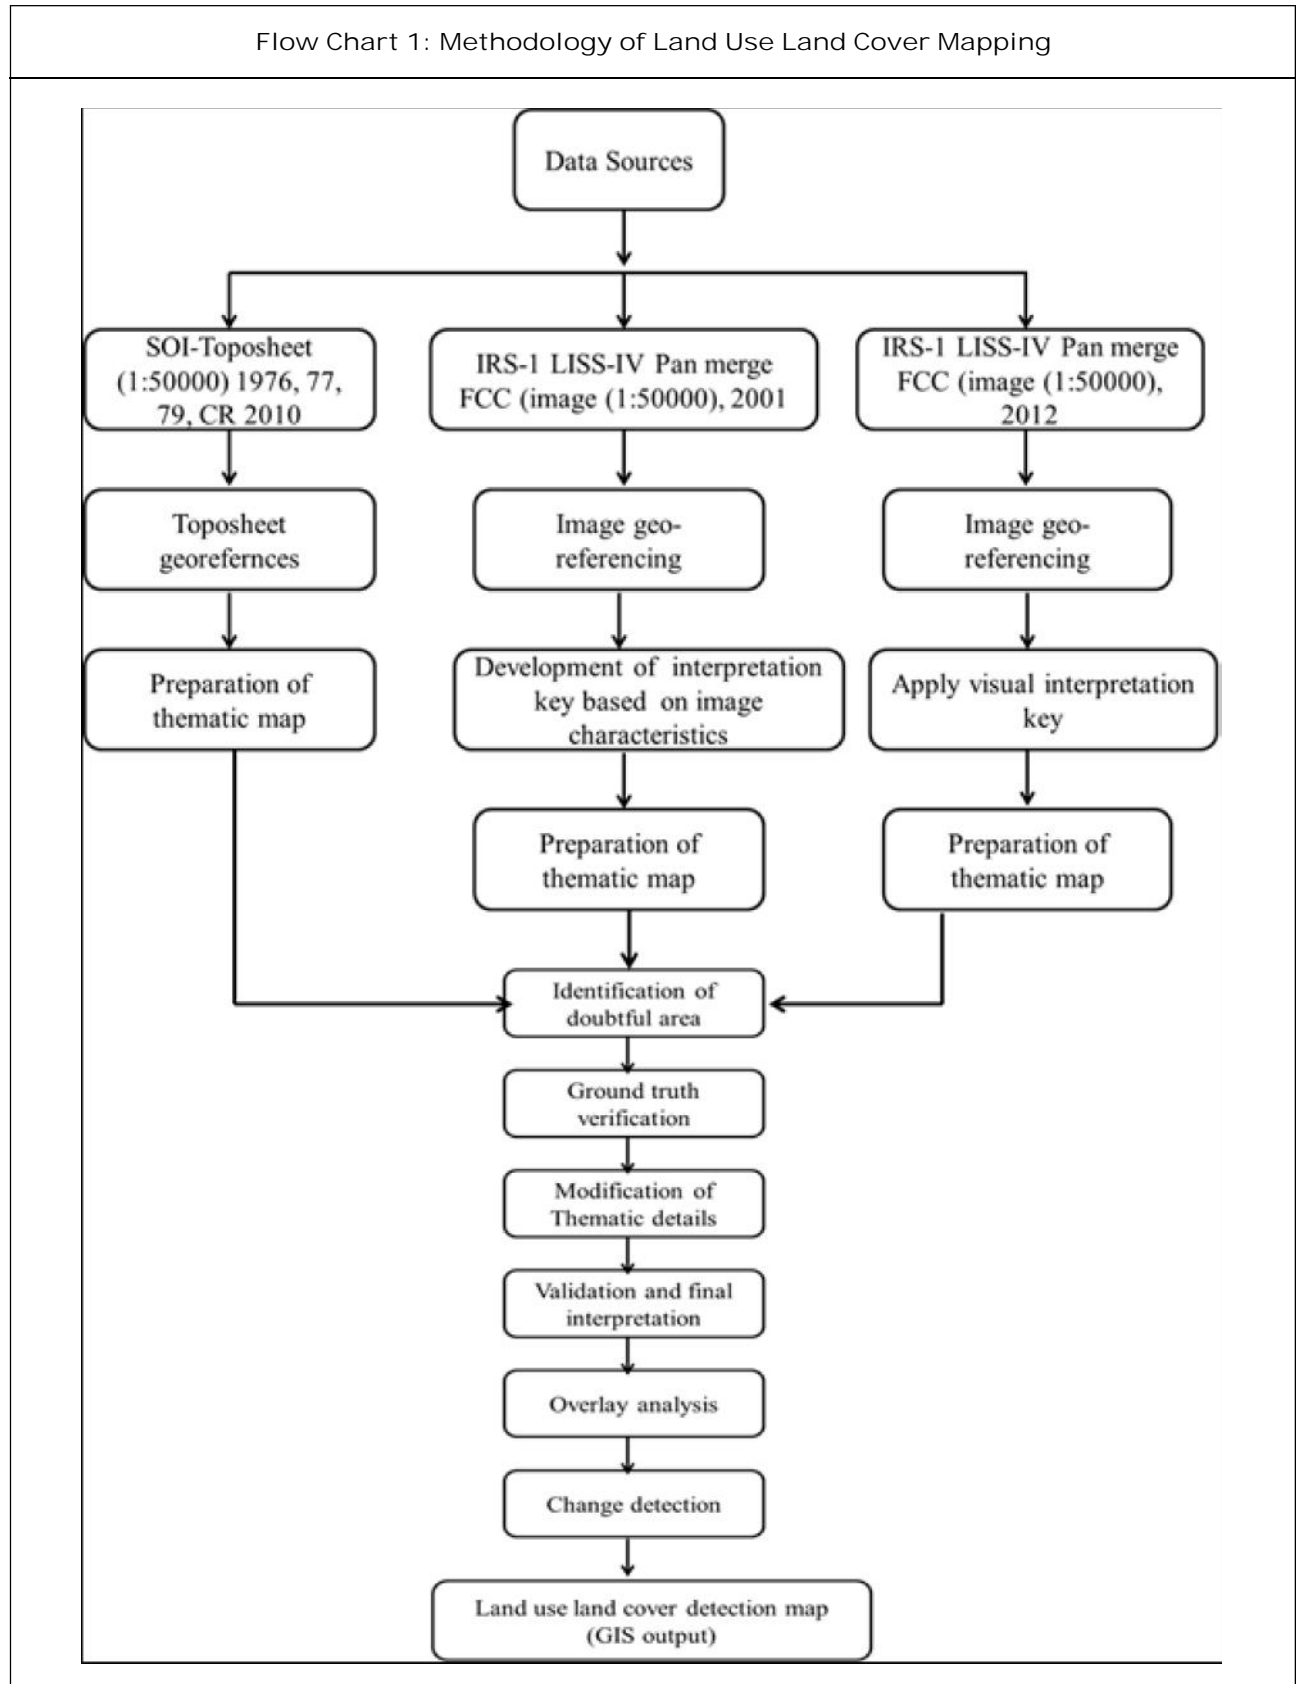 Flow Chart 1: Methodology of Land Use Land Cover Mapping
Data Sources
SOI-Toposheet
(1:50000) 1976, 77,
79, CR 2010
IRS-1 LISS-IV Pan merge
FCC (image (1:50000), 2001
IRS-1 LISS-IV Pan merge
FCC (image (1:50000),
2012
Toposheet
georefernces
Image geo-
referencing
Image geo-
referencing
Preparation of
thematic map
Development of interpretation
key based on image
characteristics
Apply visual interpretation
key
Preparation of
thematic map
Preparation of
thematic map
Identification of
doubtful area
Ground truth
verification
Modification of
Thematic details
Validation and final
interpretation
Overlay analysis
Change detection
Land use land cover detection map
(GIS output)